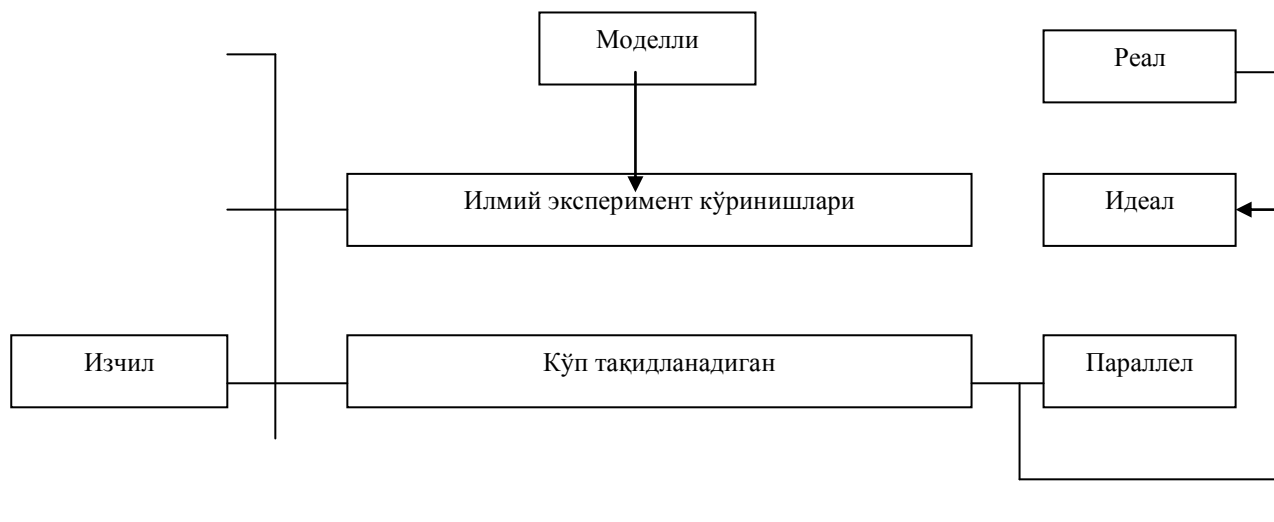 Моделли
Реал
Илмий эксперимент кўринишлари
Идеал
Изчил
Кўп тақидланадиган
Параллел